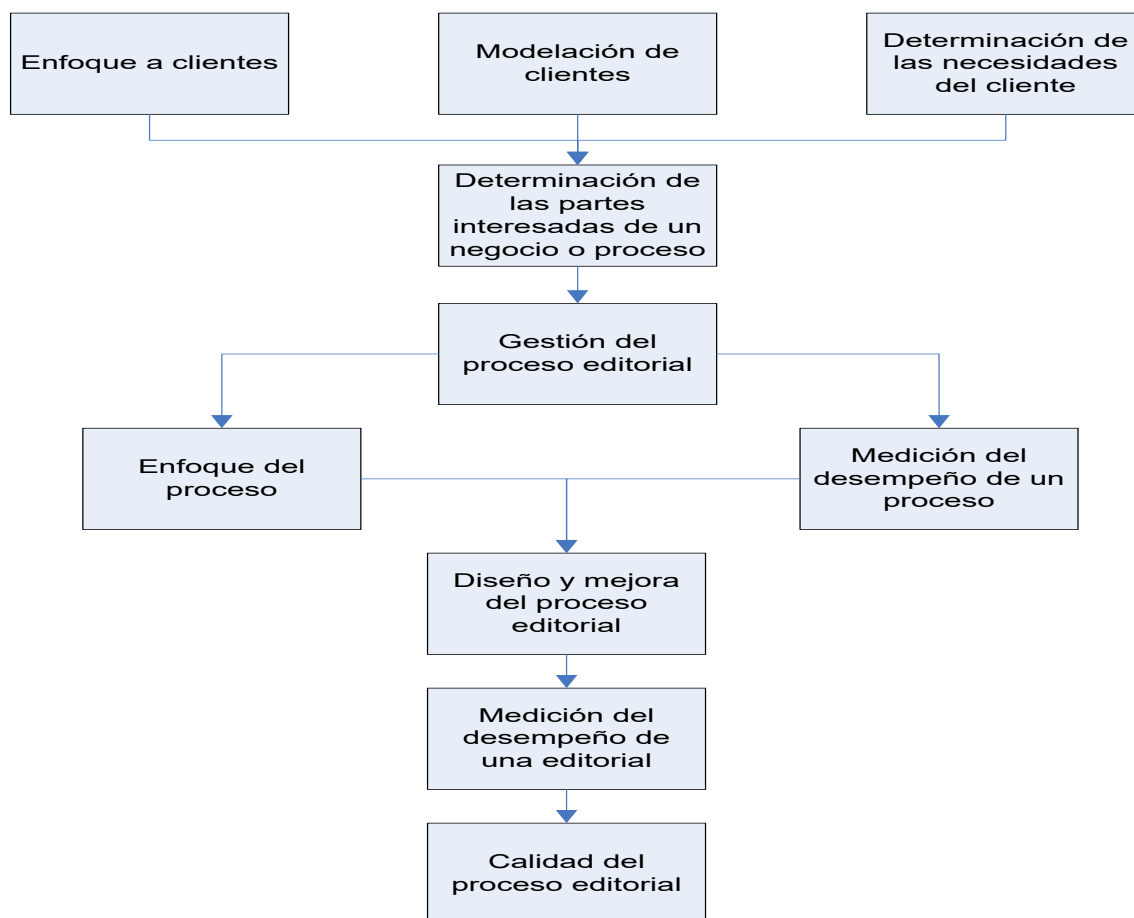 Enfoque a clientes
Modelación de
clientes
Determinación de
las necesidades
del cliente
Determinación de
las partes
interesadas de un
negocio o proceso
Gestión del
proceso editorial
Enfoque del
proceso
Medición del
desempeño de un
proceso
Diseño y mejora
del proceso
editorial
Medición del
desempeño de
una editorial
Calidad del
proceso editorial